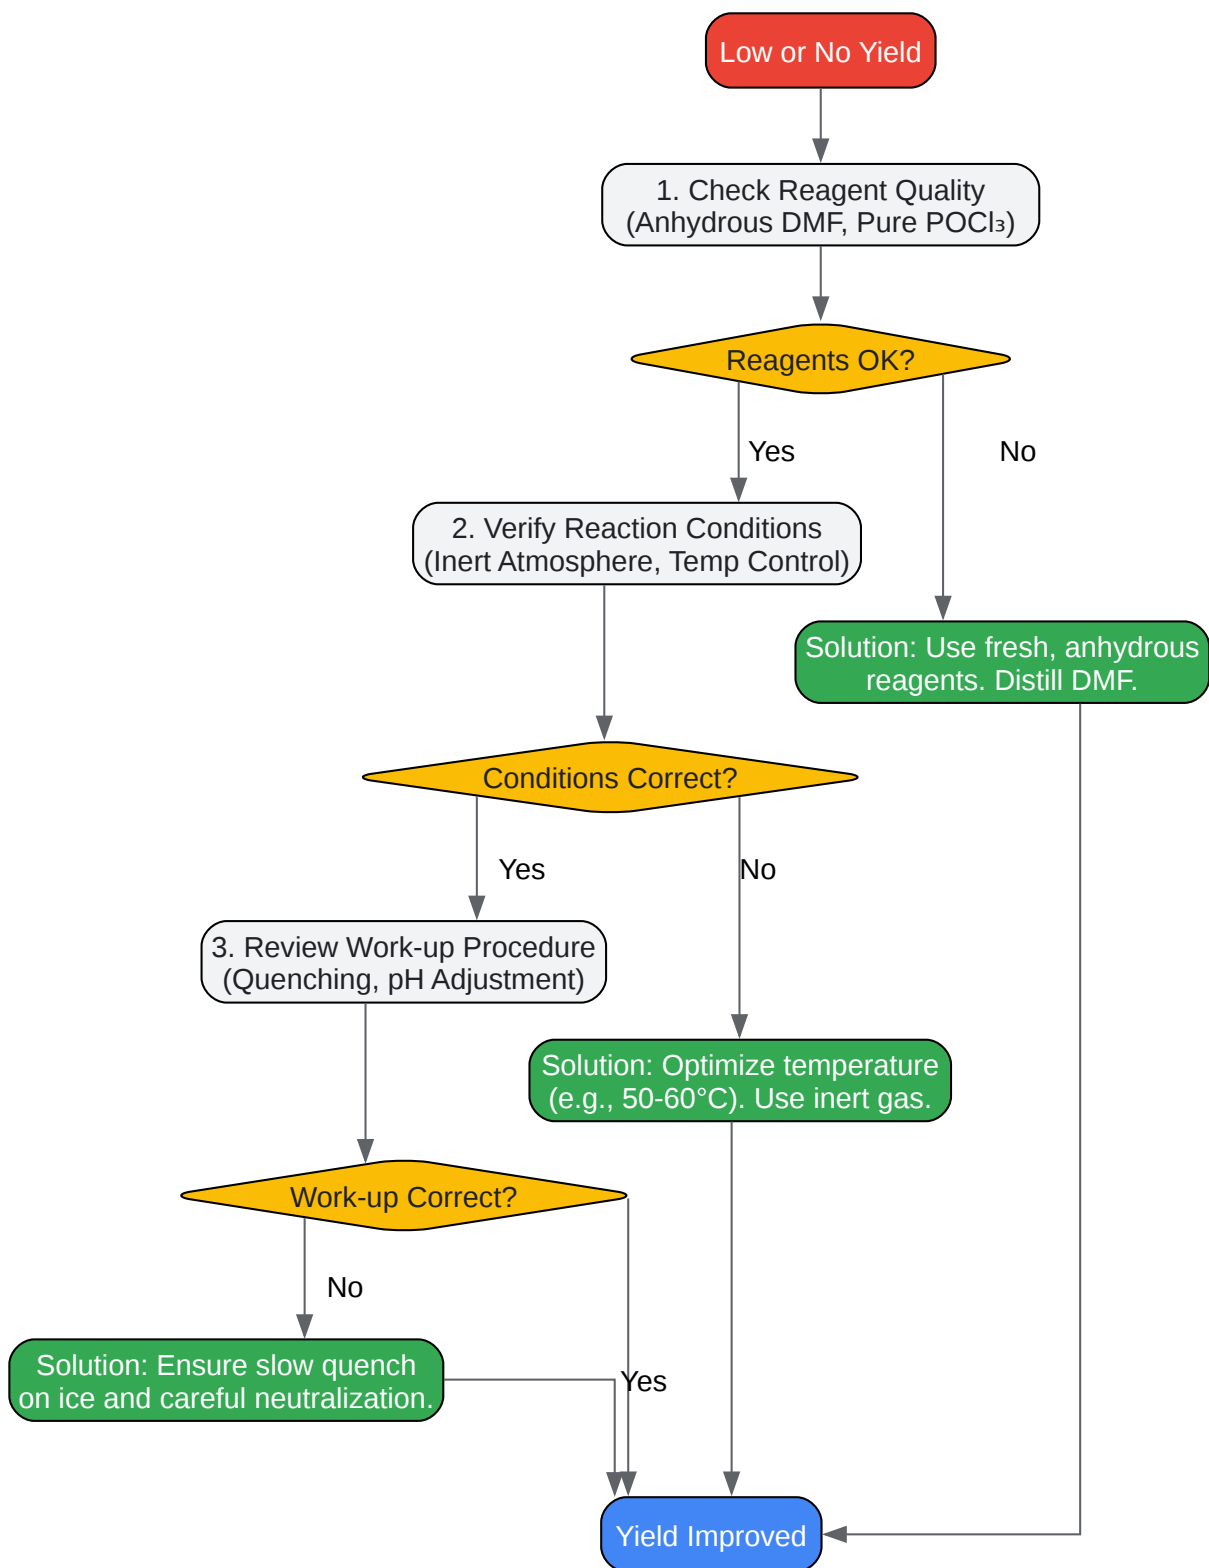 Low or No Yield
1. Check Reagent Quality
(Anhydrous DMF, Pure POCl₃)
Reagents OK?
Yes
No
2. Verify Reaction Conditions
(Inert Atmosphere, Temp Control)
Solution: Use fresh, anhydrous
reagents. Distill DMF.
Conditions Correct?
Yes
No
3. Review Work-up Procedure
(Quenching, pH Adjustment)
Solution: Optimize temperature
(e.g., 50-60°C). Use inert gas.
Work-up Correct?
No
Solution: Ensure slow quench
on ice and careful neutralization.
Yes
Yield Improved